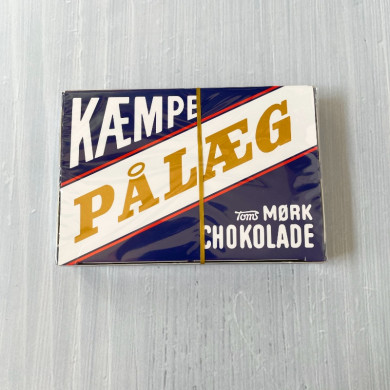 KÆMPE
PÅLÆG
Toms MØRK
CHOKOLADE